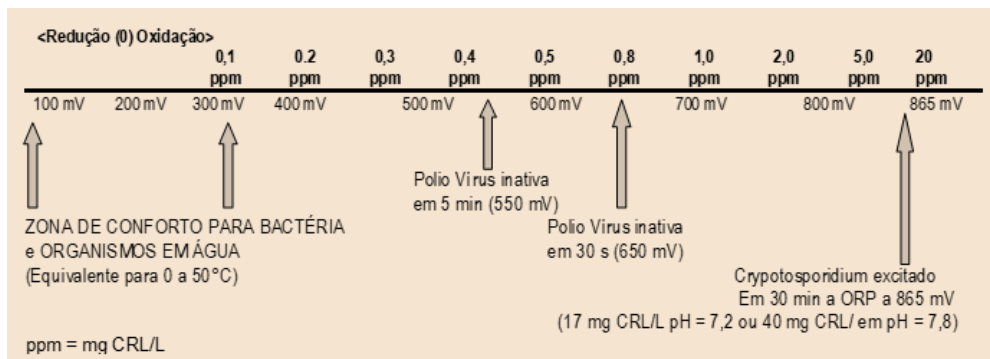 <Redução (0) Oxidação>
0,1 0.2 0,3 0,4 0,5 0,8 1,0 2,0 5,0 20
ppm ppm ppm ppm ppm ppm ppm ppm ppm ppm
100 mV 200 mV 300 mV 400 mV 500 mV 600 mV 700 mV 800 mV 865 mV
Polio Vírus inativa
em 5 min (550 mV)
ZONA DE CONFORTO PARA BACTÉRIA
e ORGANISMOS EM ÁGUA
(Equivalente para 0 a 50°C)
Polio Vírus inativa
em 30 s (650 mV)
Crypotosporidium excitado
Em 30 min a ORP a 865 mV
(17 mg CRL/L pH = 7,2 ou 40 mg CRL/ em pH = 7,8)
ppm = mg CRL/L